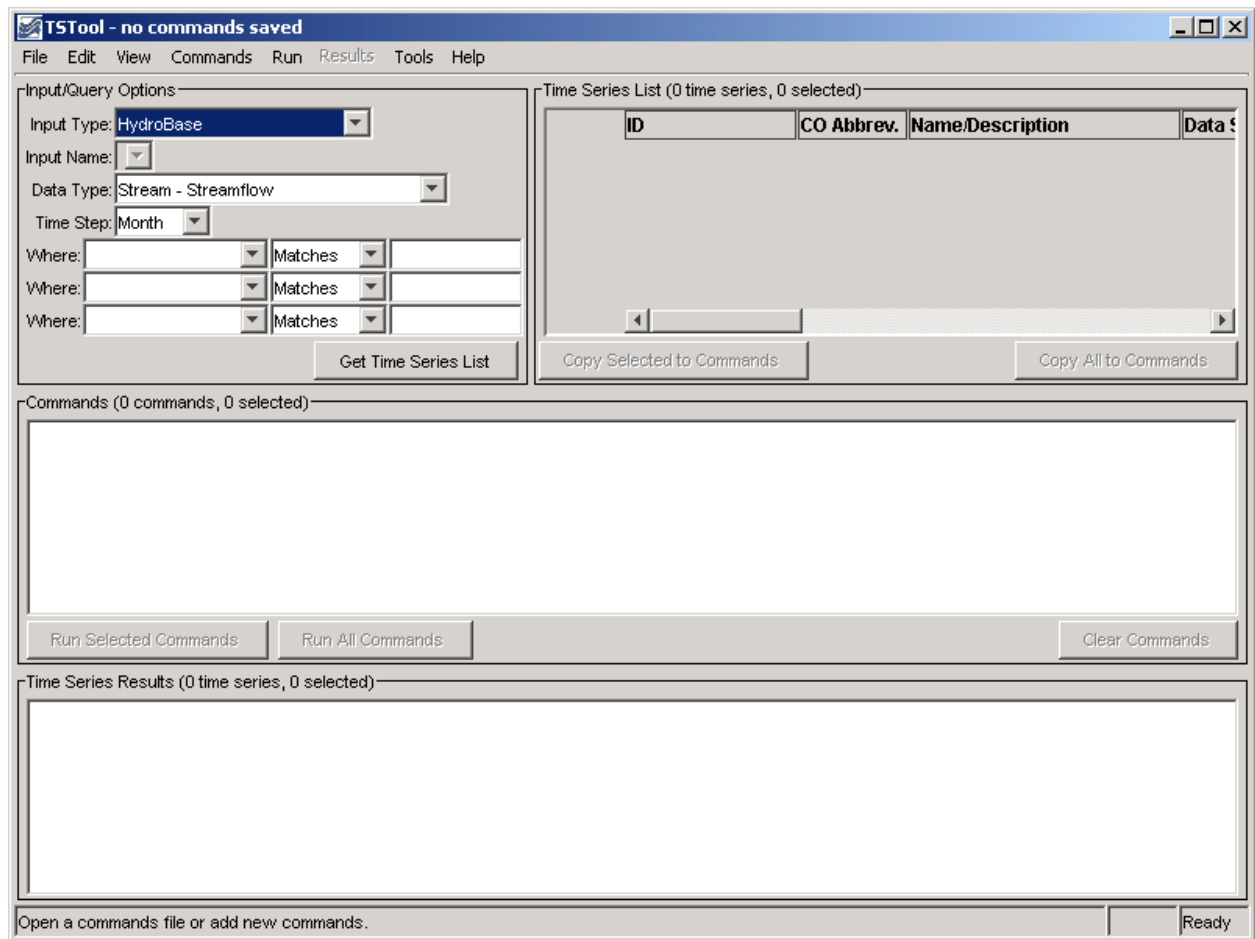 TSTool - no commands saved
File Edit View Commands Run Results Tools Help
Input/Query Options
Input Type: HydroBase
Input Name:
Data Type: Stream - Streamflow
Time Step: Month
Where: Matches
Where: Matches
Where: Matches
Get Time Series List
Time Series List (0 time series, 0 selected)
ID CO Abbrev. Name/Description Data S
Copy Selected to Commands Copy All to Commands
Commands (0 commands, 0 selected)
Run Selected Commands Run All Commands Clear Commands
Time Series Results (0 time series, 0 selected)
Open a commands file or add new commands. Ready